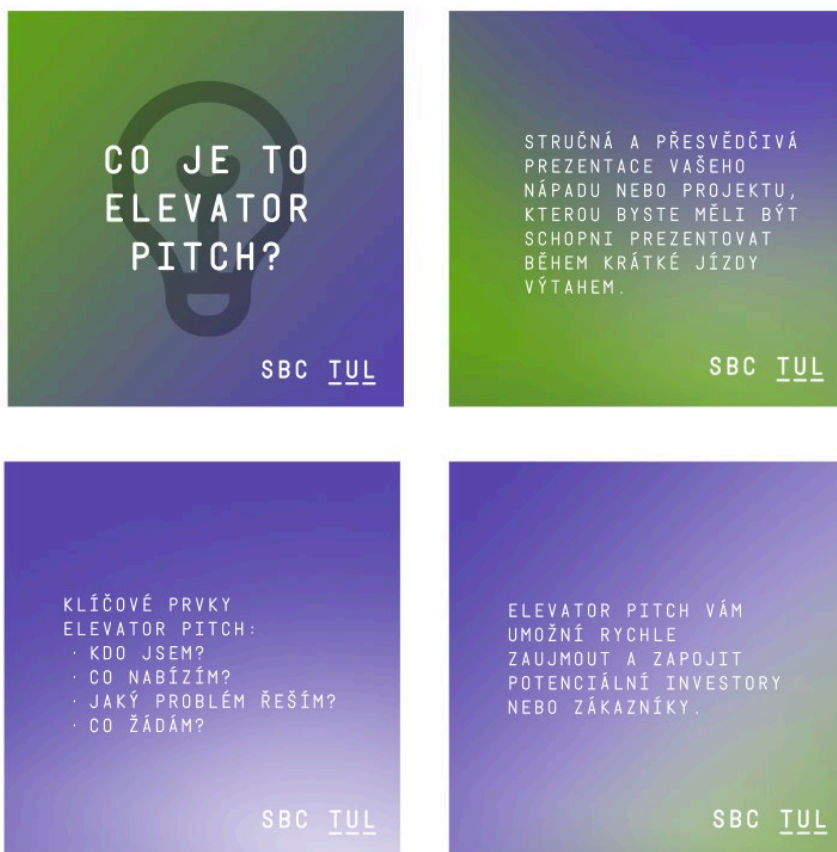 CO JE TO
ELEVATOR
PITCH?
SBC TUL
STRUČNÁ A PŘESVĚDČIVÁ
PREZENTACE VAŠEHO
NÁPADU NEBO PROJEKTU,
KTEROU BYSTE MĚLI BÝT
SCHOPNI PREZENTOVAT
BĚHEM KRÁTKÉ JÍZDY
VÝTAHEM.
SBC TUL
KLÍČOVÉ PRVKY
ELEVATOR PITCH:
· KDO JSEM?
· CO NABÍZÍM?
· JAKÝ PROBLÉM ŘEŠÍM?
· CO ŽÁDÁM?
SBC TUL
ELEVATOR PITCH VÁM
UMOŽNÍ RYCHLE
ZAUJMOUT A ZAPOJIT
POTENCIÁLNÍ INVESTORY
NEBO ZÁKAZNÍKY.
SBC TUL